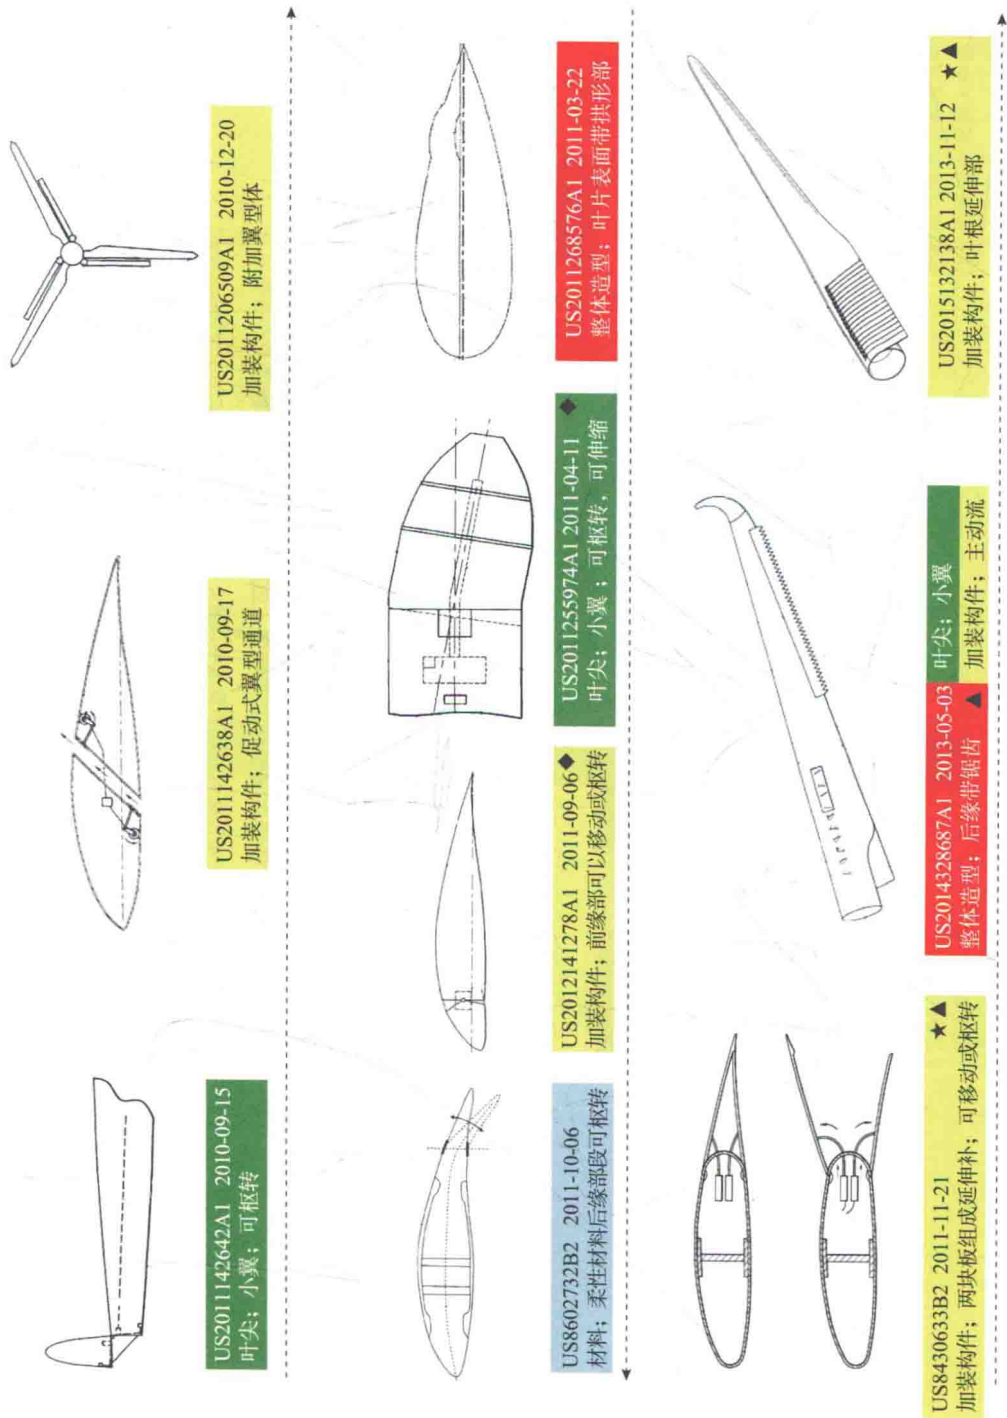 US2011142642A1 2010-09-15
叶尖；小翼；可枢转
US2011142638A1 2010-09-17
加装构件；促动式翼型通道
US2011206509A1 2010-12-20
加装构件；附加翼型体
US8602732B2 2011-10-06
材料；柔性材料后缘部段可枢转
US2012141278A1 2011-09-06◆
加装构件；前缘部可以移动或枢转
US2011255974A1 2011-04-11 ◆
叶尖；小翼；可枢转，可伸缩
US2011268576A1 2011-03-22
整体造型；叶片表面带拱形部
US8430633B2 2011-11-21 ★▲
加装构件；两块板组成延伸补；可移动或枢转
US2014328687A1 2013-05-03
整体造型；后缘带锯齿 ▲
叶尖；小翼
加装构件；主动流
US2015132138A1 2013-11-12 ★▲
加装构件；叶根延伸部